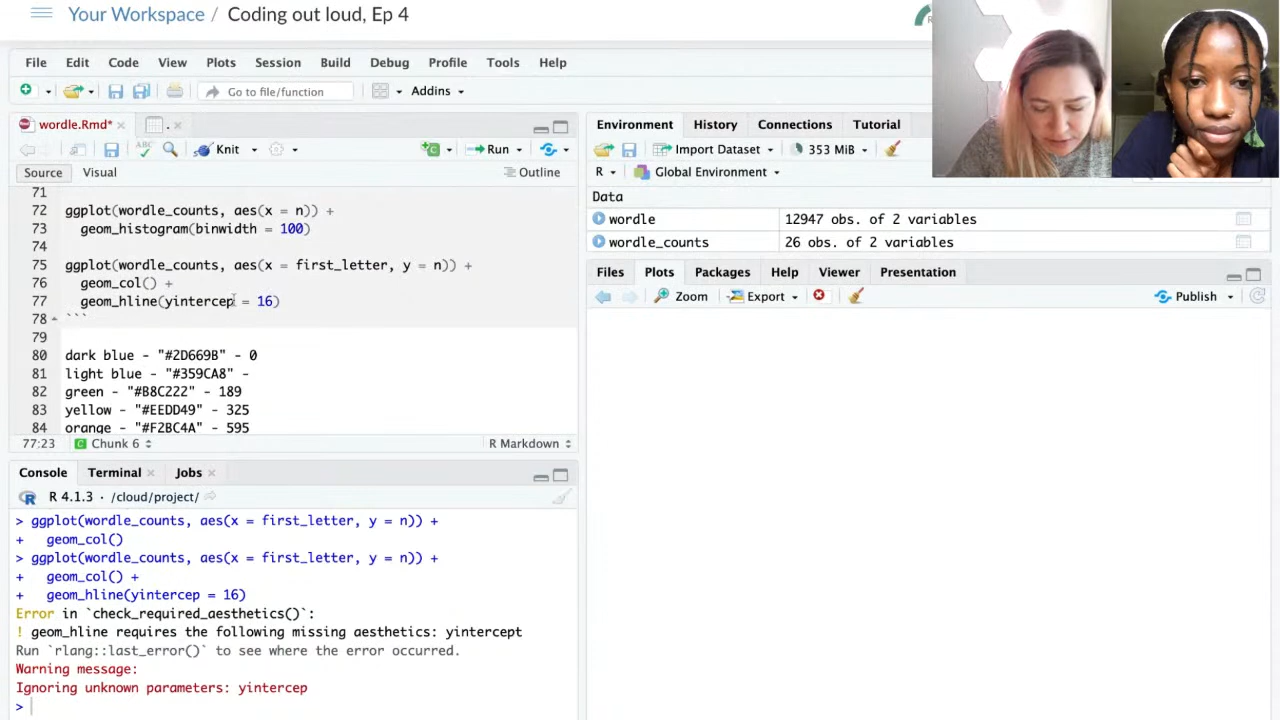 Your Workspace / Coding out loud, Ep 4
File Edit Code View Plots Session Build Debug Profile Tools Help
Go to file/function Addins
wordle.Rmd* .
Knit Run
Source Visual Outline
71
72 ggplot(wordle_counts, aes(x = n)) +
73 geom_histogram(binwidth = 100)
74
75 ggplot(wordle_counts, aes(x = first_letter, y = n)) +
76 geom_col() +
77 geom_hline(yintercep = 16)
78 ```
79
80 dark blue - "#2D669B" - 0
81 light blue - "#359CA8" -
82 green - "#B8C222" - 189
83 yellow - "#EEDD49" - 325
84 orange - "#F2BC4A" - 595
77:23 Chunk 6 R Markdown
Console Terminal Jobs
R 4.1.3 · /cloud/project/
> ggplot(wordle_counts, aes(x = first_letter, y = n)) +
+ geom_col()
> ggplot(wordle_counts, aes(x = first_letter, y = n)) +
+ geom_col() +
+ geom_hline(yintercep = 16)
Error in `check_required_aesthetics()`:
! geom_hline requires the following missing aesthetics: yintercept
Run `rlang::last_error()` to see where the error occurred.
Warning message:
Ignoring unknown parameters: yintercep
>
Environment History Connections Tutorial
Import Dataset 353 MiB
R Global Environment
Data
wordle 12947 obs. of 2 variables
wordle_counts 26 obs. of 2 variables
Files Plots Packages Help Viewer Presentation
Zoom Export Publish